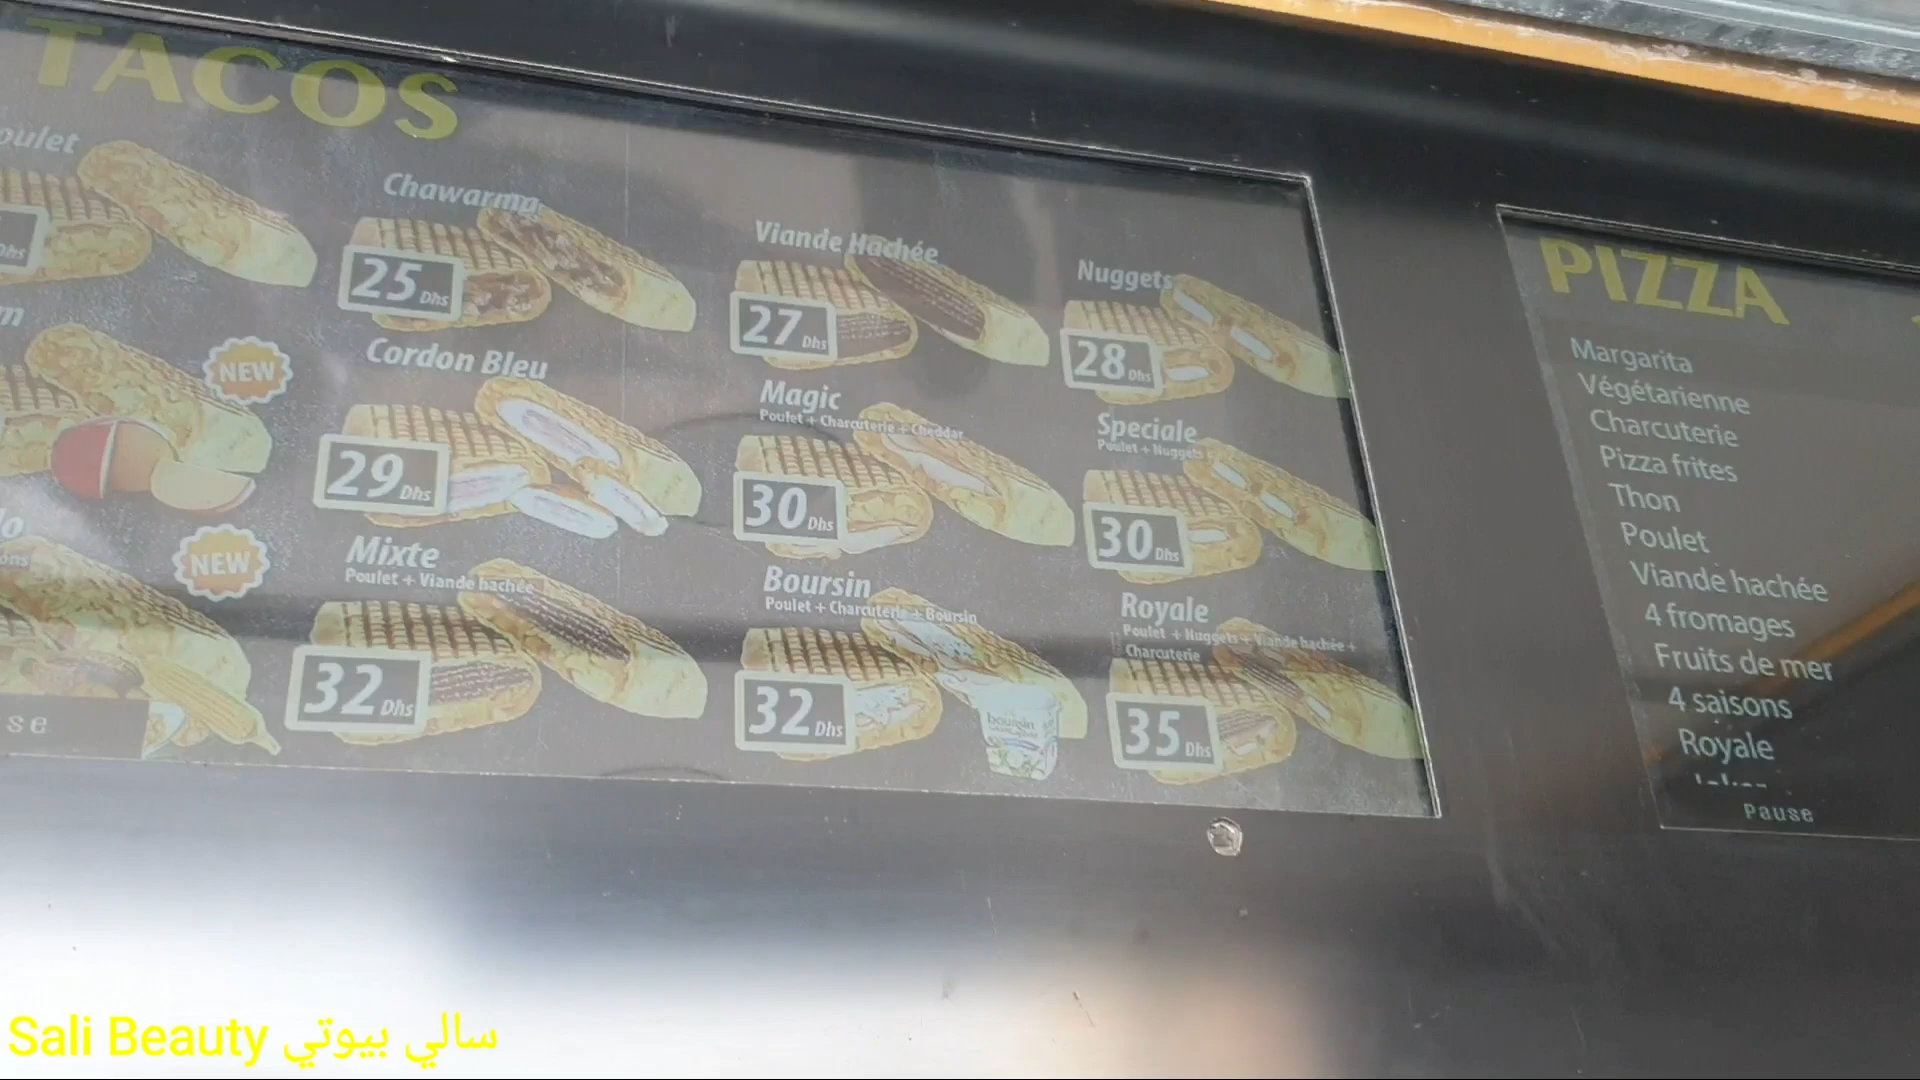 TACOS
Chawarma
25 Dhs
Viande Hachée
27 Dhs
Nuggets
28 Dhs
NEW
Cordon Bleu
29 Dhs
Magic
Poulet + Charcuterie + Cheddar
30 Dhs
Speciale
Poulet + Nuggets
30 Dhs
NEW
Mixte
Poulet + Viande hachée
32 Dhs
Boursin
Poulet + Charcuterie + Boursin
32 Dhs
boursin
Royale
Poulet + Nuggets + Viande hachée +
Charcuterie
35 Dhs
PIZZA
Margarita
Végétarienne
Charcuterie
Pizza frites
Thon
Poulet
Viande hachée
4 fromages
Fruits de mer
4 saisons
Royale
Pause
Sali Beauty سالي بيوتي